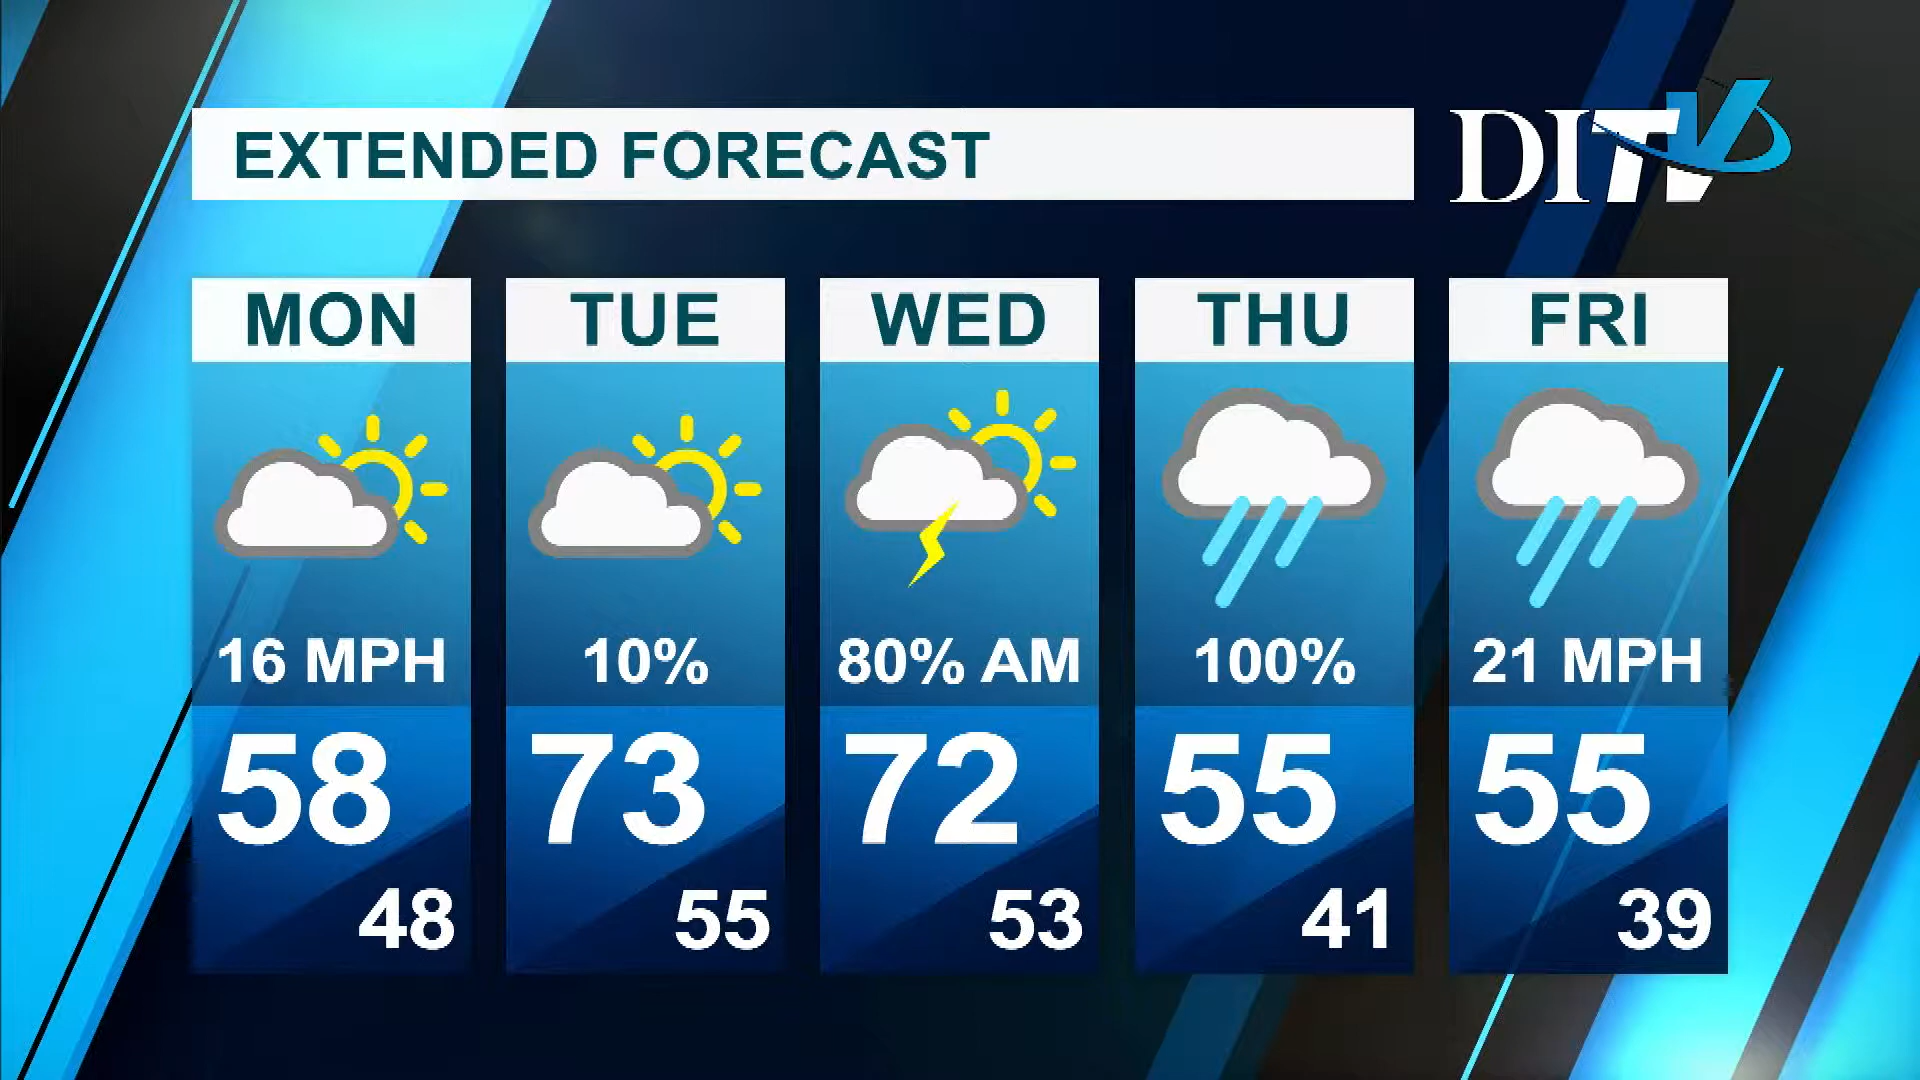 EXTENDED FORECAST
DITV
MON
TUE
WED
THU
FRI
16 MPH
10%
80% AM
100%
21 MPH
58
73
72
55
55
48
55
53
41
39